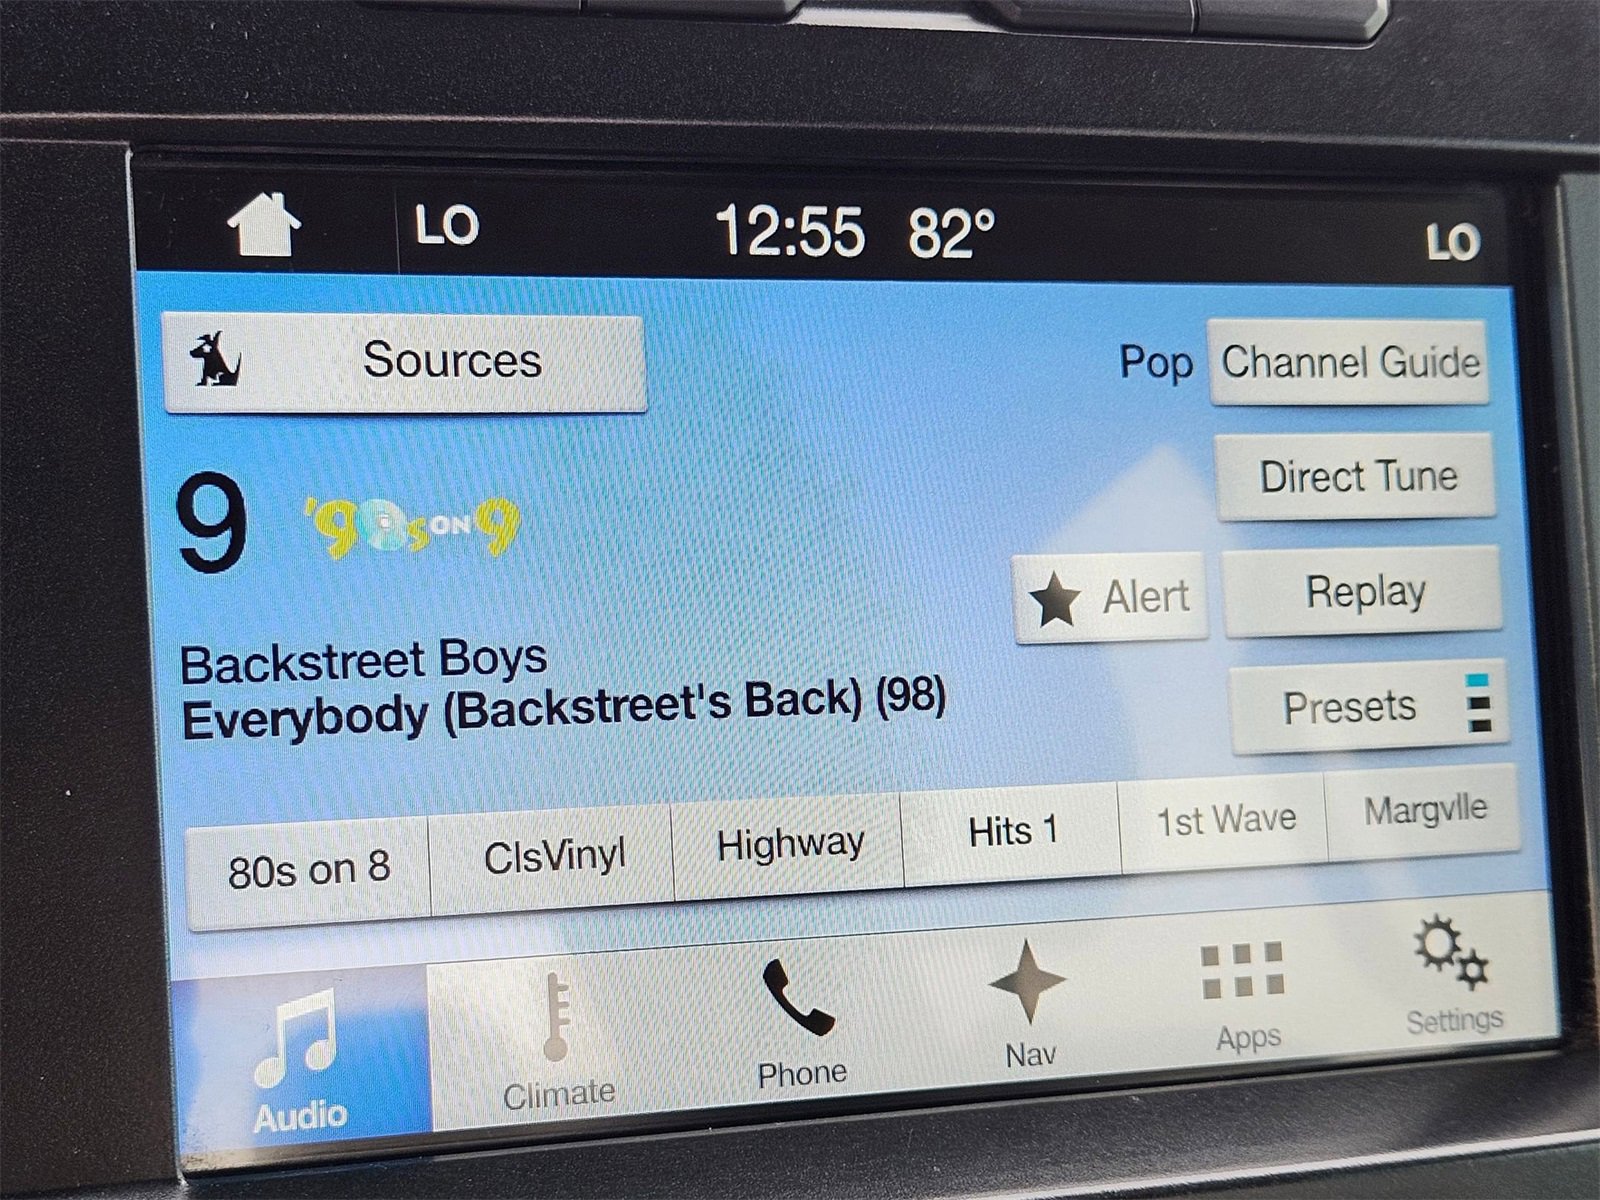 LO 12:55 82° LO
Sources
Pop Channel Guide
Direct Tune
9 '90s ON 9
Alert Replay
Backstreet Boys
Everybody (Backstreet's Back) (98)
Presets
80s on 8 ClsVinyl Highway Hits 1 1st Wave Margvlle
Audio Climate Phone Nav Apps Settings